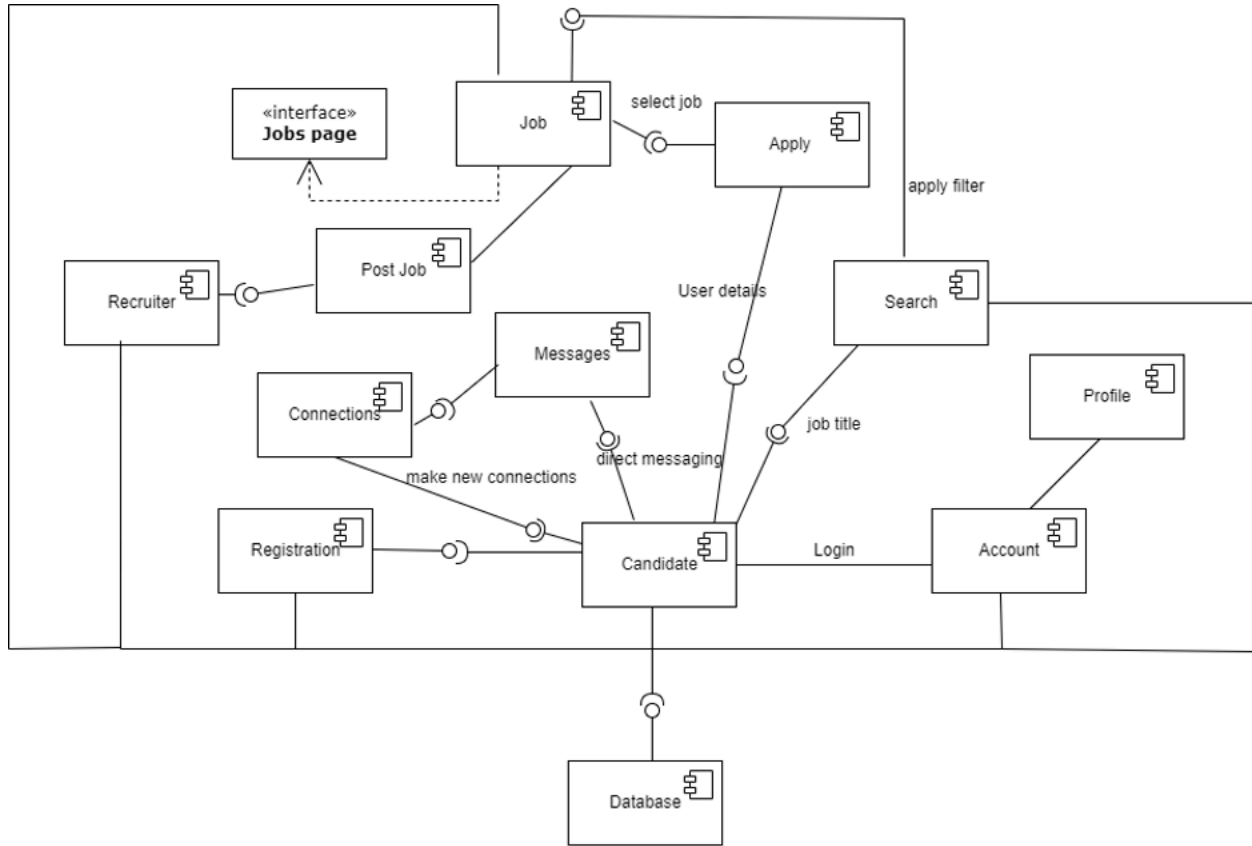 «interface»
Jobs page
Job
select job
Apply
apply filter
Post Job
Recruiter
User details
Search
Messages
Connections
Profile
job title
direct messaging
make new connections
Registration
Candidate
Login
Account
Database